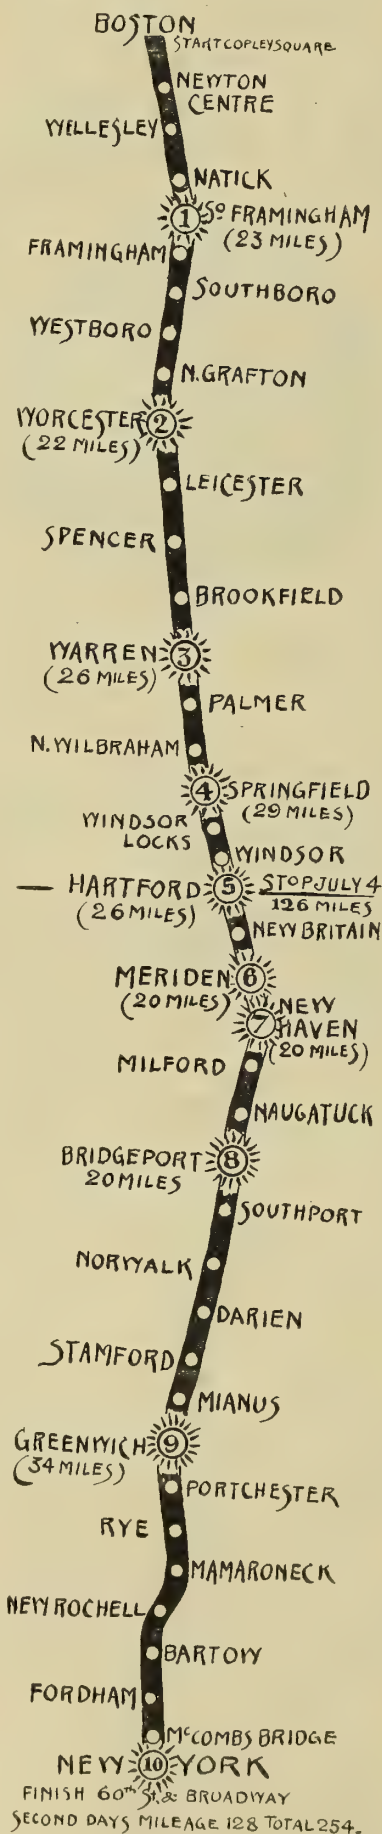 BOSTON
START COPLEY SQUARE
NEWTON
CENTRE
WELLESLEY
NATICK
1 So FRAMINGHAM
(23 MILES)
FRAMINGHAM
SOUTHBORO
WESTBORO
N. GRAFTON
WORCESTER 2
(22 MILES)
LEICESTER
SPENCER
BROOKFIELD
WARREN 3
(26 MILES)
PALMER
N. WILBRAHAM
4 SPRINGFIELD
(29 MILES)
WINDSOR
LOCKS
WINDSOR
— HARTFORD 5 STOP JULY 4
(26 MILES) 126 MILES
NEW BRITAIN
MERIDEN 6
(20 MILES)
7 NEW
HAVEN
(20 MILES)
MILFORD
NAUGATUCK
BRIDGEPORT 8
20 MILES
SOUTHPORT
NORWALK
DARIEN
STAMFORD
MIANUS
GREENWICH 9
(34 MILES)
PORTCHESTER
RYE
MAMARONECK
NEW ROCHELL
BARTOW
FORDHAM
McCOMBS BRIDGE
NEW 10 YORK
FINISH 60th St. & BROADWAY
SECOND DAYS MILEAGE 128 TOTAL 254.